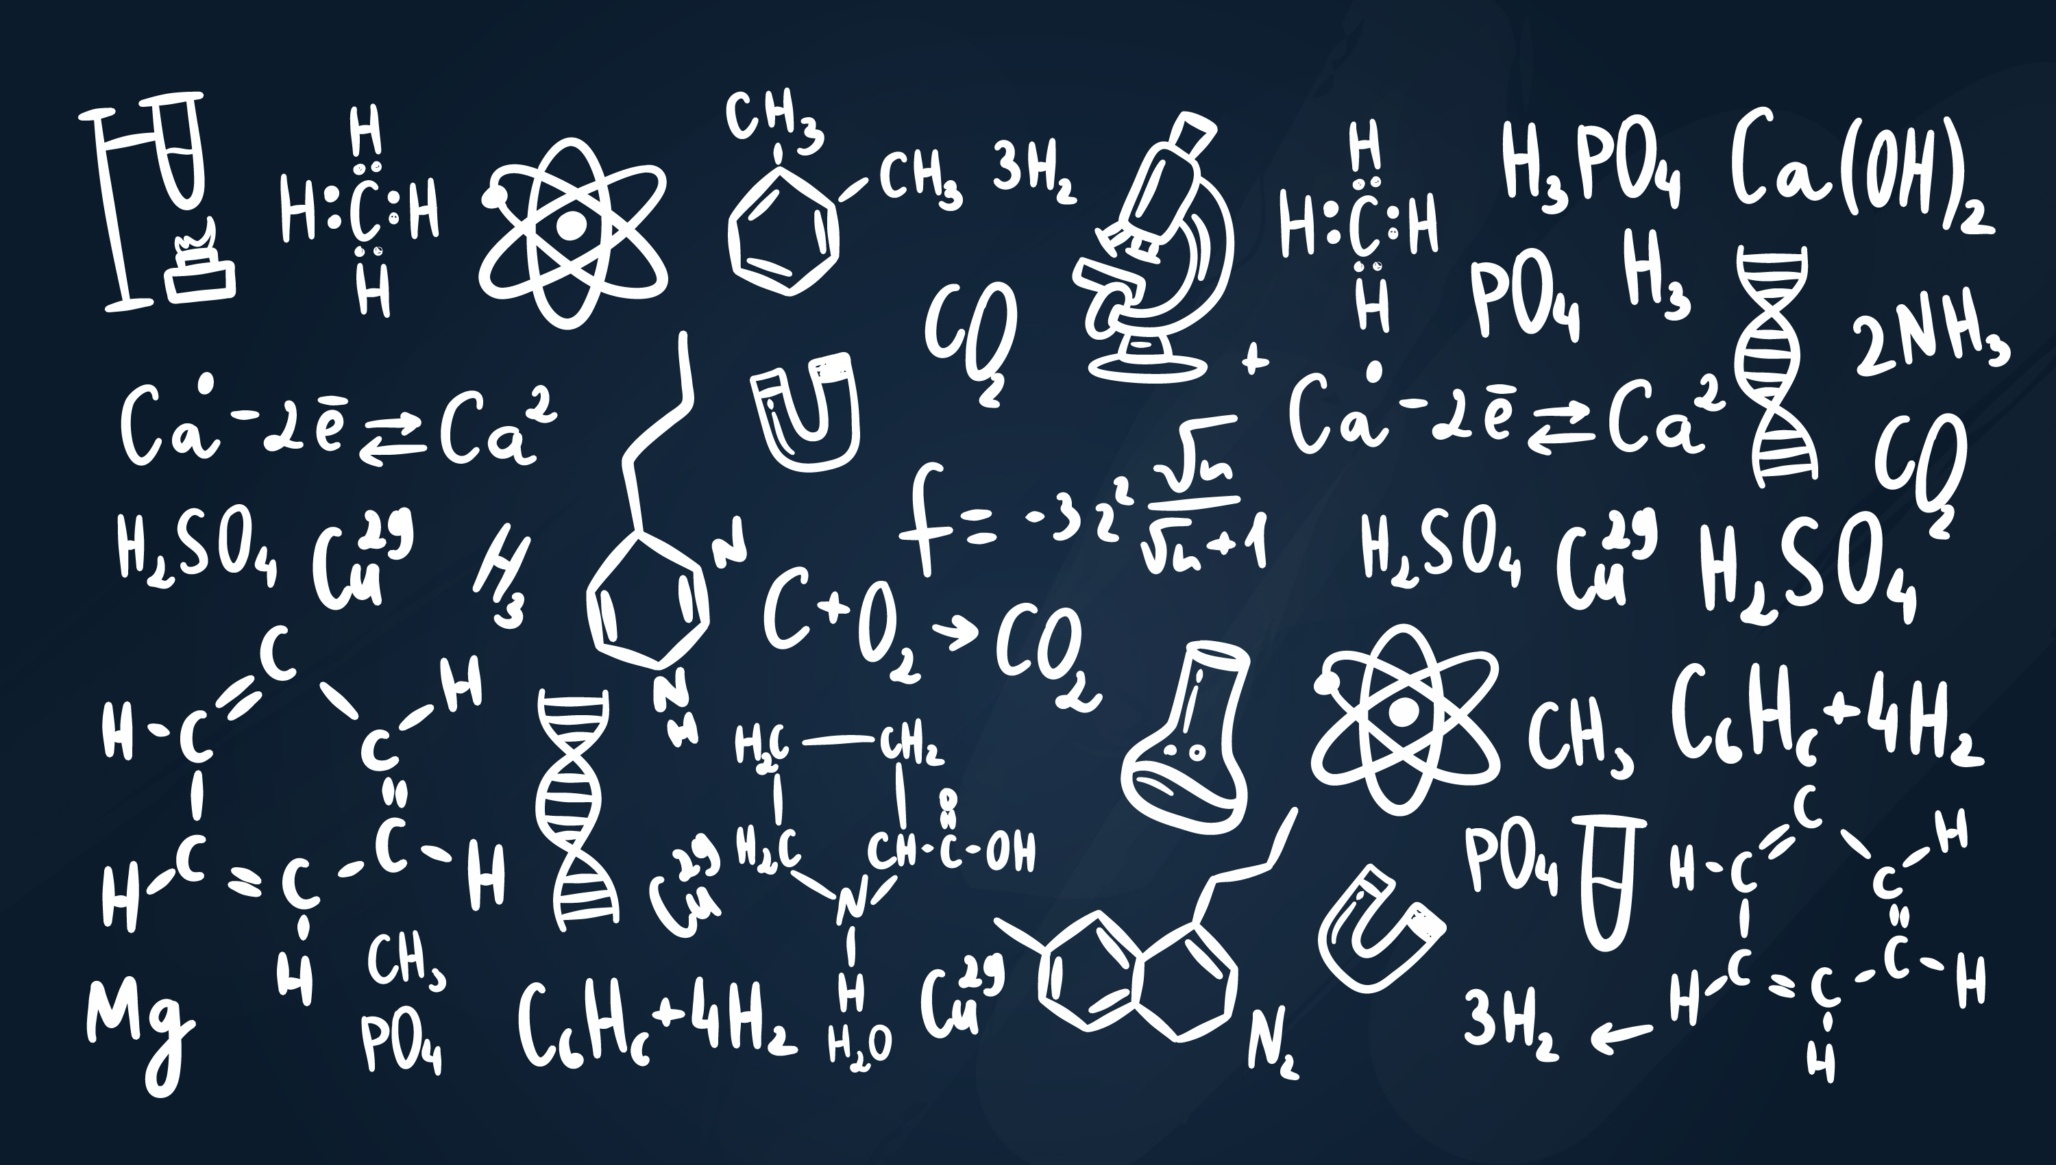 H
H:C:H
H
CH₃
CH₃ 3H₂
H
H:C:H
H
H₃PO₄ Ca(OH)₂
PO₄ H₃
2NH₃
CO₂
+
Ca· - 2ē ⇄ Ca²
Ca· - 2ē ⇄ Ca²
CO₂
f = -3 2² √n / √n+1
H₂SO₄ Cu²⁹ H₃
N
N
H
C + O₂ → CO₂
H₂SO₄ Cu²⁹ H₂SO₄
C
H-C C-H
H-C=C-C-H
H
H₂C — CH₂
H₂C CH-C-OH
O
N
H
H₂O
Cu²⁹
CH₃ C₆H₆+4H₂
PO₄
C
H-C C-H
H-C=C-C-H
H
Mg
CH₃
PO₄
C₆H₆+4H₂
Cu²⁹
N₂
3H₂ ←